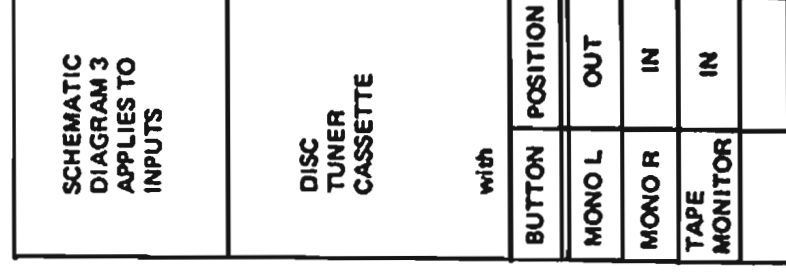 SCHEMATIC
DIAGRAM 3
APPLIES TO
INPUTS
DISC
TUNER
CASSETTE
with
BUTTON POSITION
MONO L OUT
MONO R IN
TAPE
MONITOR IN